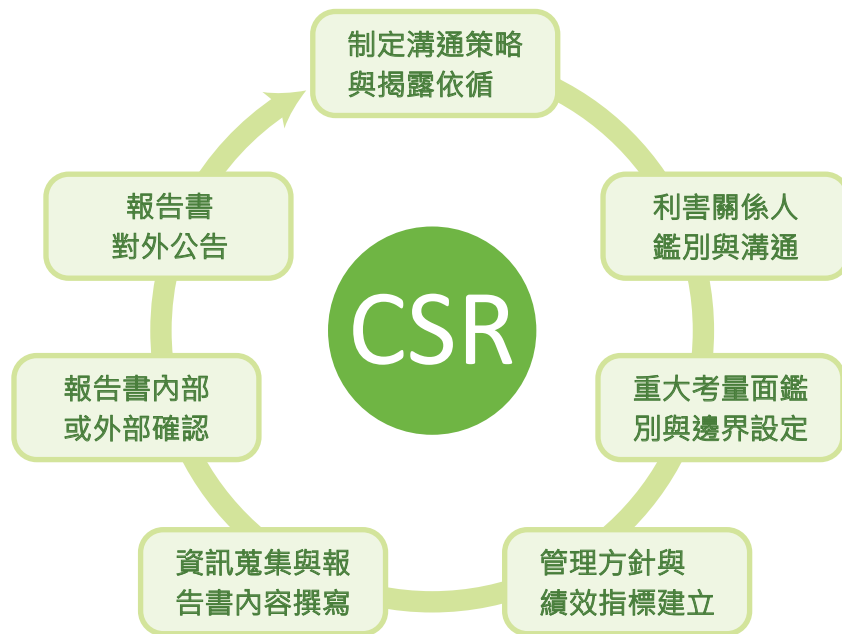 制定溝通策略
與揭露依循
利害關係人
鑑別與溝通
重大考量面鑑
別與邊界設定
管理方針與
績效指標建立
資訊蒐集與報
告書內容撰寫
報告書內部
或外部確認
報告書
對外公告
CSR